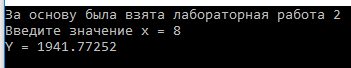 За основу была взята лабораторная работа 2
Введите значение x = 8
Y = 1941.77252